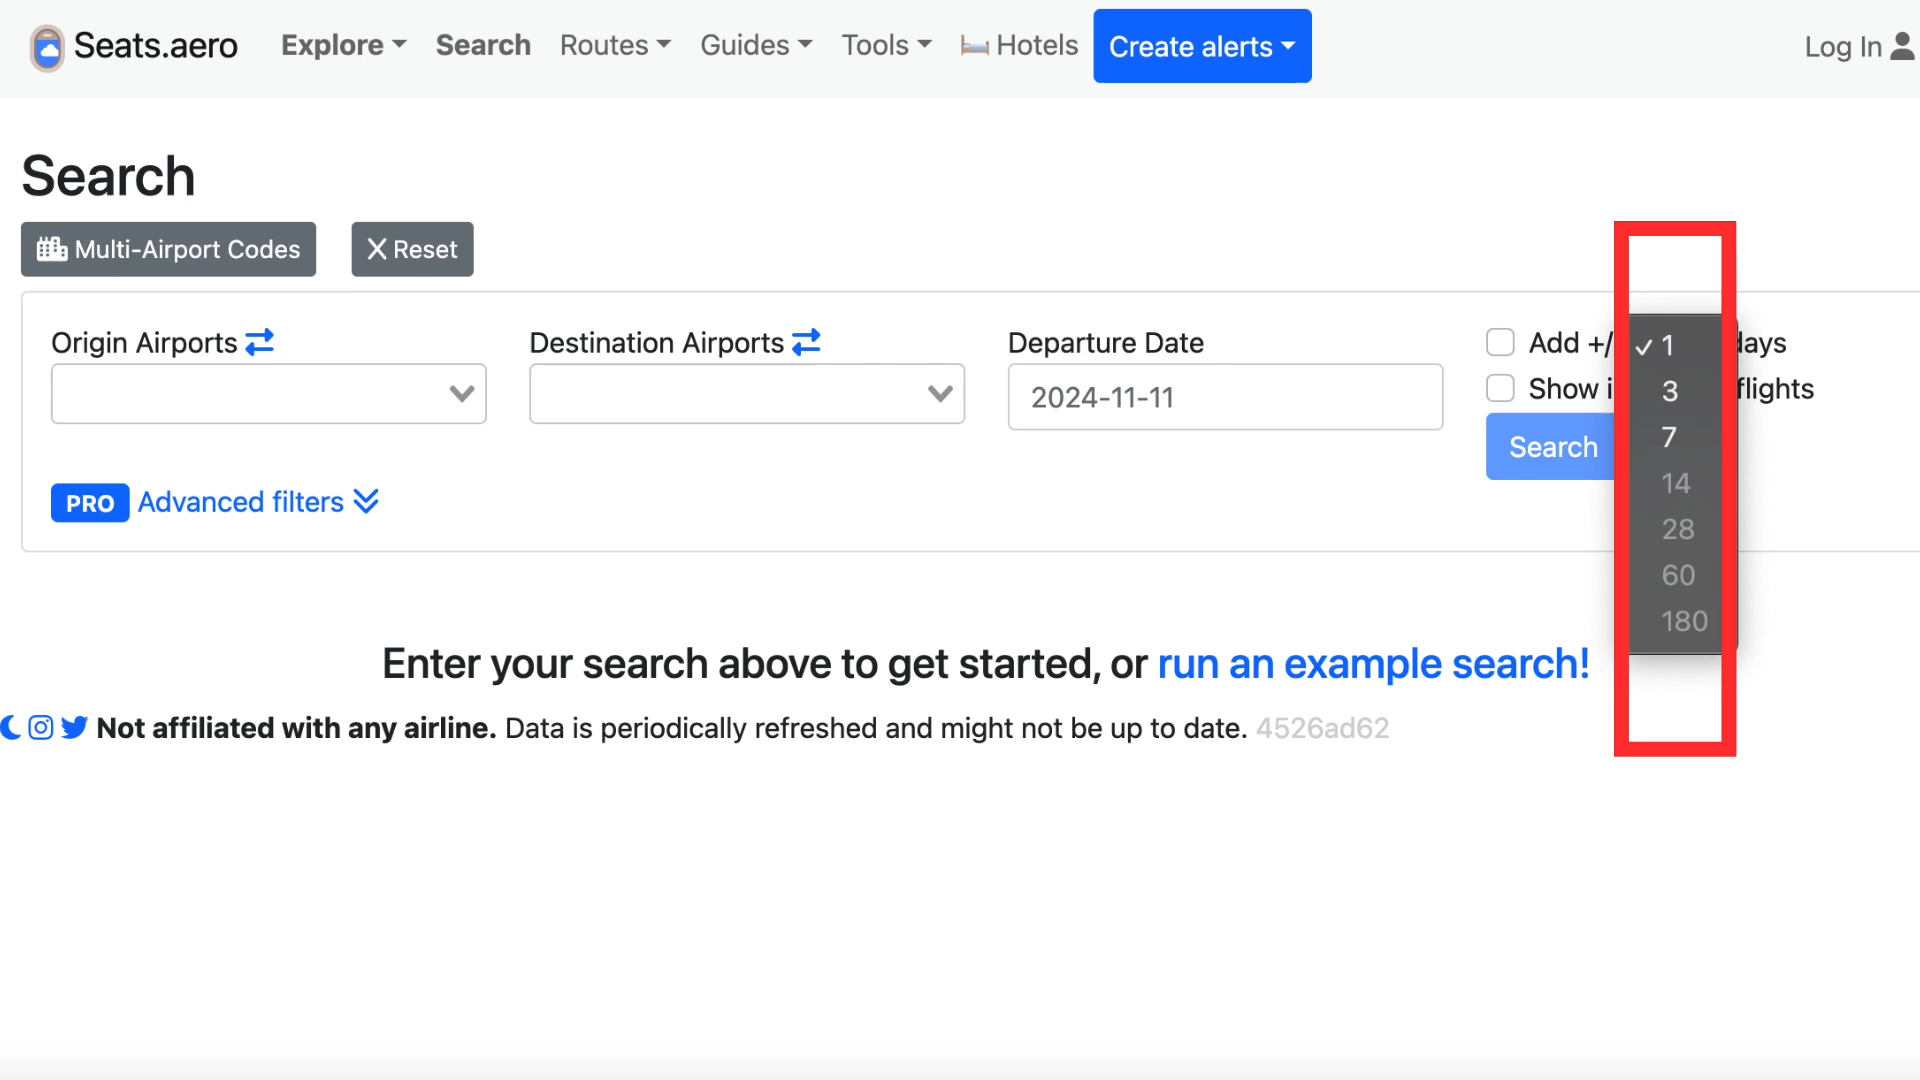 Seats.aero Explore Search Routes Guides Tools Hotels Create alerts Log In
Search
Multi-Airport Codes X Reset
Origin Airports Destination Airports Departure Date Add +/ days
Show i flights
2024-11-11
Search
PRO Advanced filters
✓ 1
3
7
14
28
60
180
Enter your search above to get started, or run an example search!
Not affiliated with any airline. Data is periodically refreshed and might not be up to date. 4526ad62